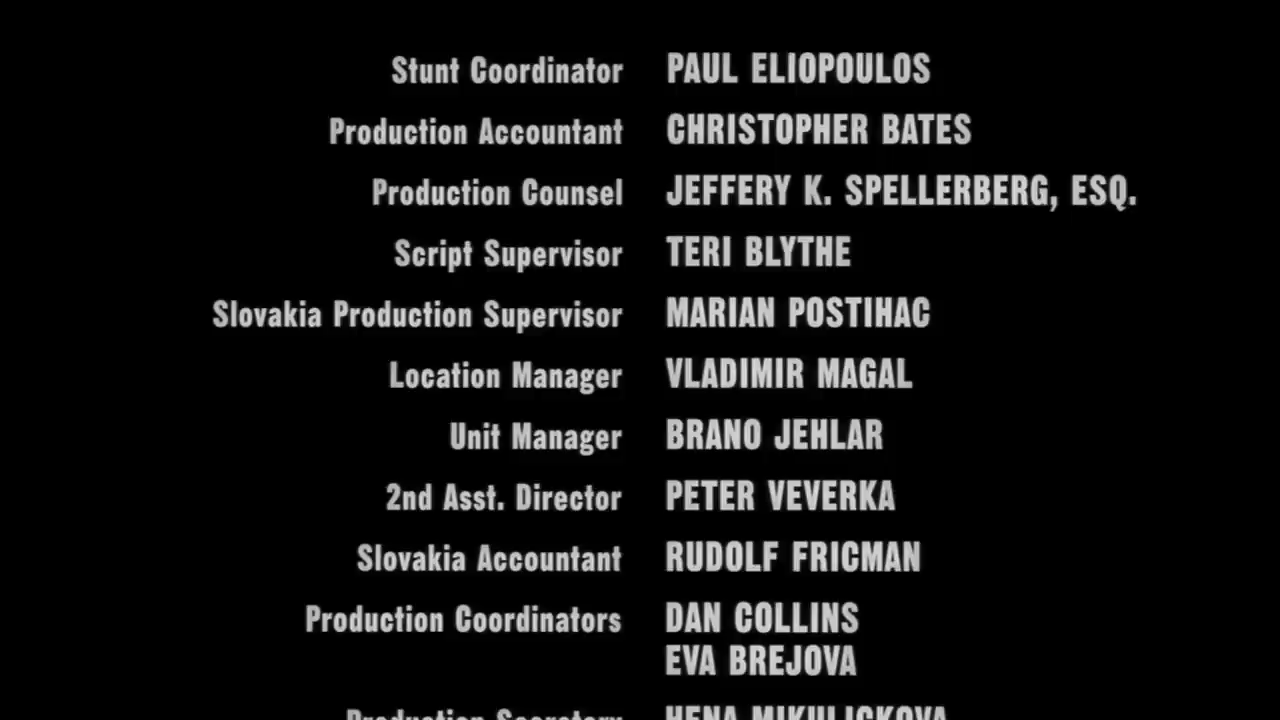 Stunt Coordinator PAUL ELIOPOULOS
Production Accountant CHRISTOPHER BATES
Production Counsel JEFFERY K. SPELLERBERG, ESQ.
Script Supervisor TERI BLYTHE
Slovakia Production Supervisor MARIAN POSTIHAC
Location Manager VLADIMIR MAGAL
Unit Manager BRANO JEHLAR
2nd Asst. Director PETER VEVERKA
Slovakia Accountant RUDOLF FRICMAN
Production Coordinators DAN COLLINS
EVA BREJOVA
Production Secretary